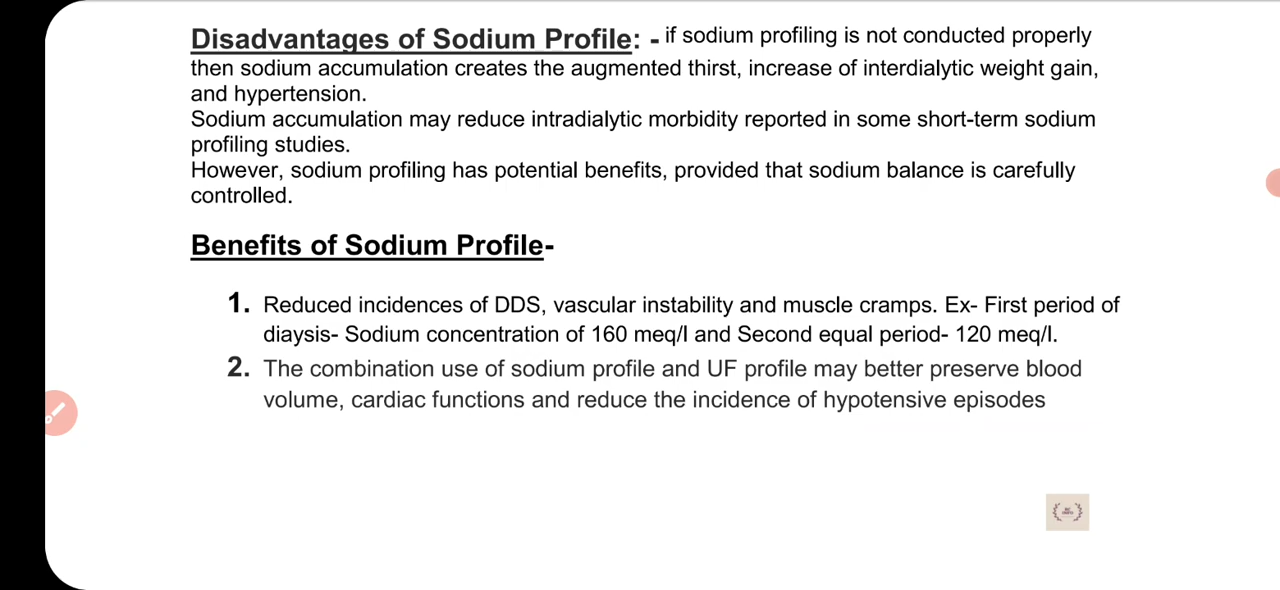 Disadvantages of Sodium Profile: - if sodium profiling is not conducted properly
then sodium accumulation creates the augmented thirst, increase of interdialytic weight gain,
and hypertension.
Sodium accumulation may reduce intradialytic morbidity reported in some short-term sodium
profiling studies.
However, sodium profiling has potential benefits, provided that sodium balance is carefully
controlled.
Benefits of Sodium Profile-
1. Reduced incidences of DDS, vascular instability and muscle cramps. Ex- First period of
diaysis- Sodium concentration of 160 meq/l and Second equal period- 120 meq/l.
2. The combination use of sodium profile and UF profile may better preserve blood
volume, cardiac functions and reduce the incidence of hypotensive episodes